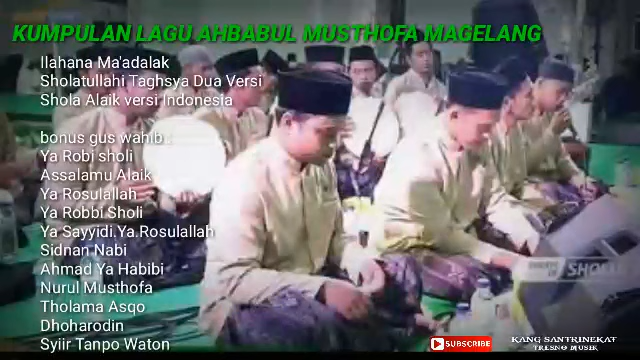 KUMPULAN LAGU AHBABUL MUSTHOFA MAGELANG
Ilahana Ma'adalak
Sholatullahi Taghsya Dua Versi
Shola Alaik versi Indonesia
bonus gus wahib :
Ya Robi sholi
Assalamu Alaik
Ya Rosulallah
Ya Robbi Sholi
Ya Sayyidi.Ya.Rosulallah
Sidnan Nabi
Ahmad Ya Habibi
Nurul Musthofa
Tholama Asqo
Dhoharodin
Syiir Tanpo Waton
SUBSCRIBE
KANG SANTRINEKAT
TRESNO MUSIK